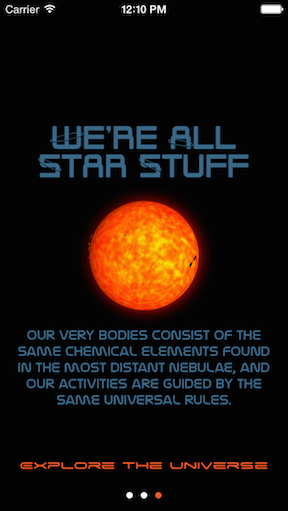 Carrier 12:10 PM
WE'RE ALL
STAR STUFF
OUR VERY BODIES CONSIST OF THE
SAME CHEMICAL ELEMENTS FOUND
IN THE MOST DISTANT NEBULAE, AND
OUR ACTIVITIES ARE GUIDED BY THE
SAME UNIVERSAL RULES.
EXPLORE THE UNIVERSE